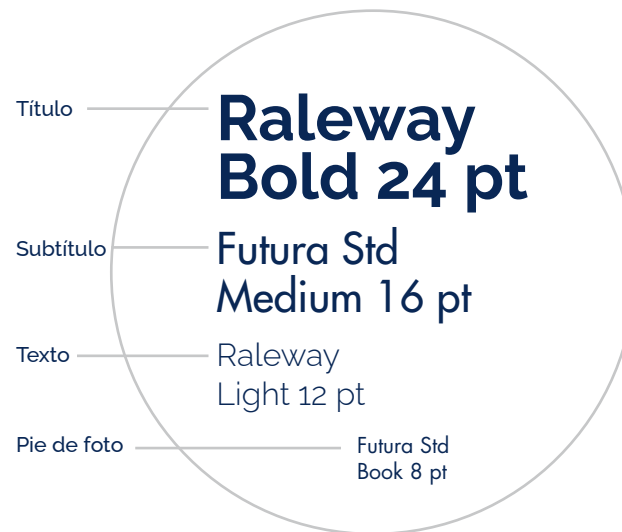 Título
Raleway
Bold 24 pt
Subtítulo
Futura Std
Medium 16 pt
Texto
Raleway
Light 12 pt
Pie de foto
Futura Std
Book 8 pt